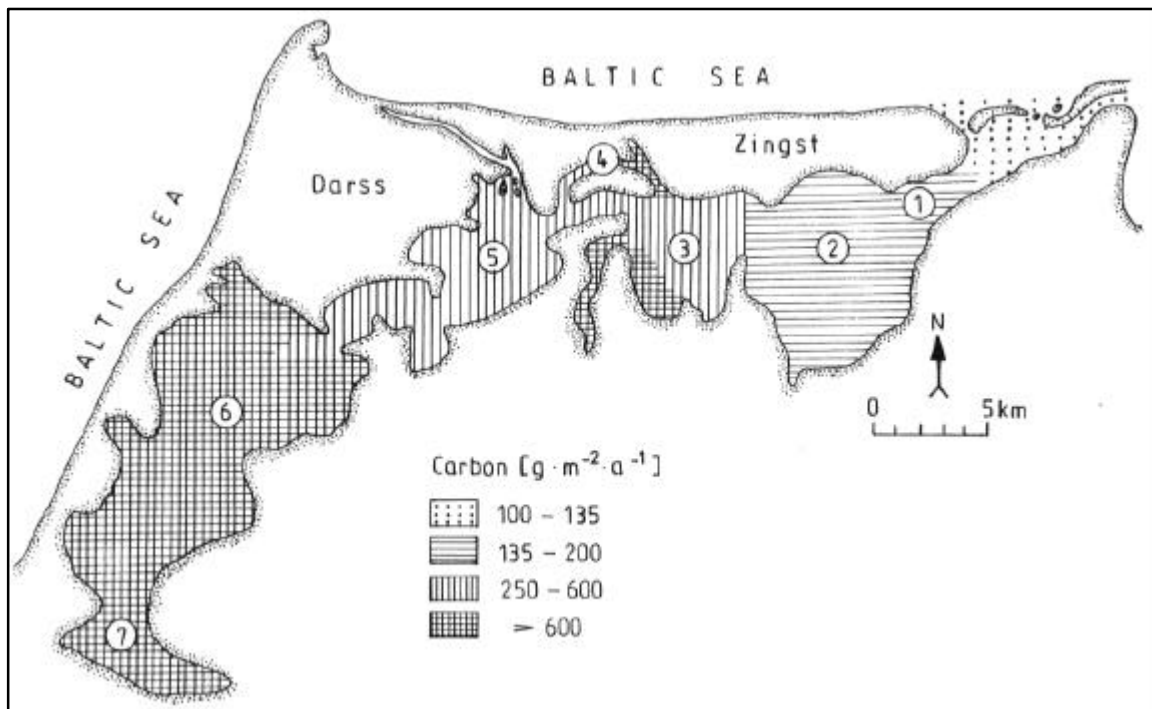 BALTIC SEA
Zingst
Darss
BALTIC SEA
4
1
2
3
5
6
7
N
0 5km
Carbon [g · m⁻² · a⁻¹]
100 – 135
135 – 200
250 – 600
> 600